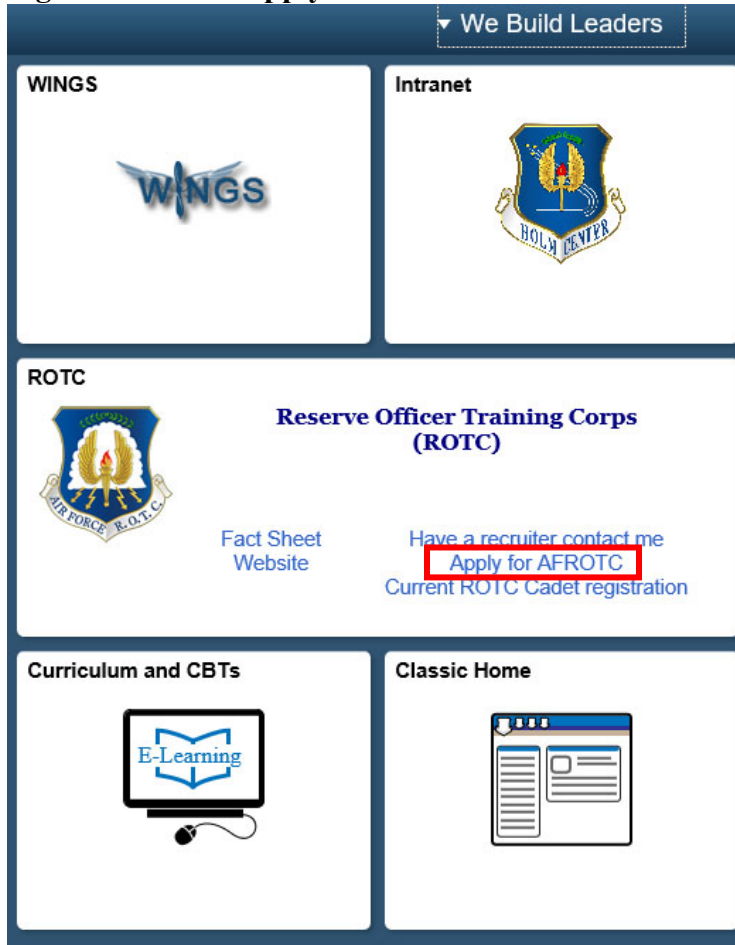 ▾ We Build Leaders
WINGS
Intranet
WINGS
HOLM CENTER
ROTC
Reserve Officer Training Corps
(ROTC)
AIR FORCE R.O.T.C.
Fact Sheet
Have a recruiter contact me
Website
Apply for AFROTC
Current ROTC Cadet registration
Curriculum and CBTs
Classic Home
E-Learning